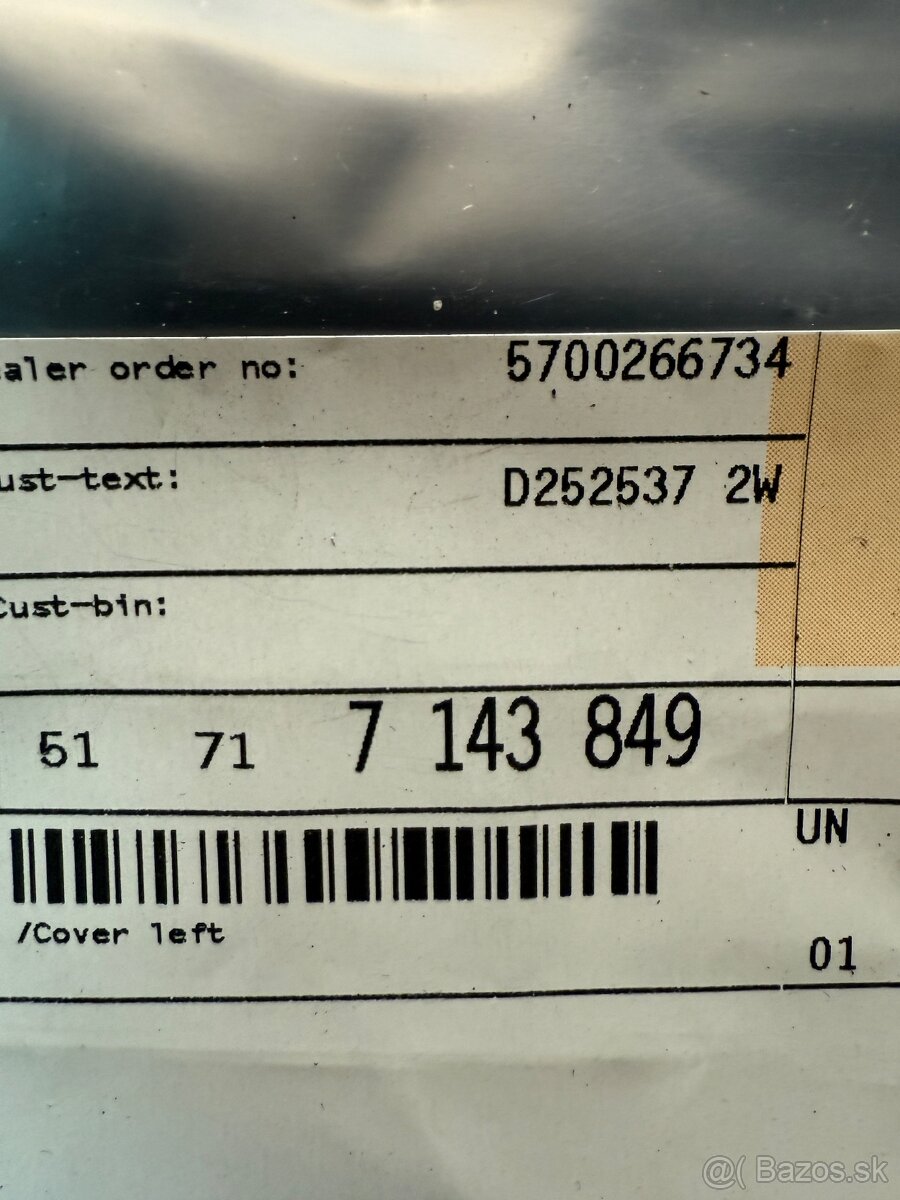 aler order no: 5700266734
ust-text: D252537 2W
Cust-bin:
51 71 7 143 849
UN
/Cover left
01
@( Bazos.sk